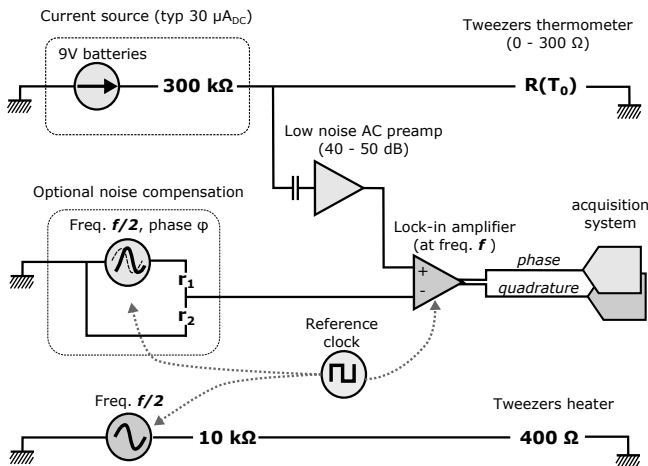 Current source (typ 30 µADC)
9V batteries
300 kΩ
Tweezers thermometer
(0 - 300 Ω)
R(T0)
Low noise AC preamp
(40 - 50 dB)
Optional noise compensation
Freq. f/2, phase φ
r1
r2
Lock-in amplifier
(at freq. f )
+
-
acquisition
system
phase
quadrature
Reference
clock
Freq. f/2
10 kΩ
Tweezers heater
400 Ω